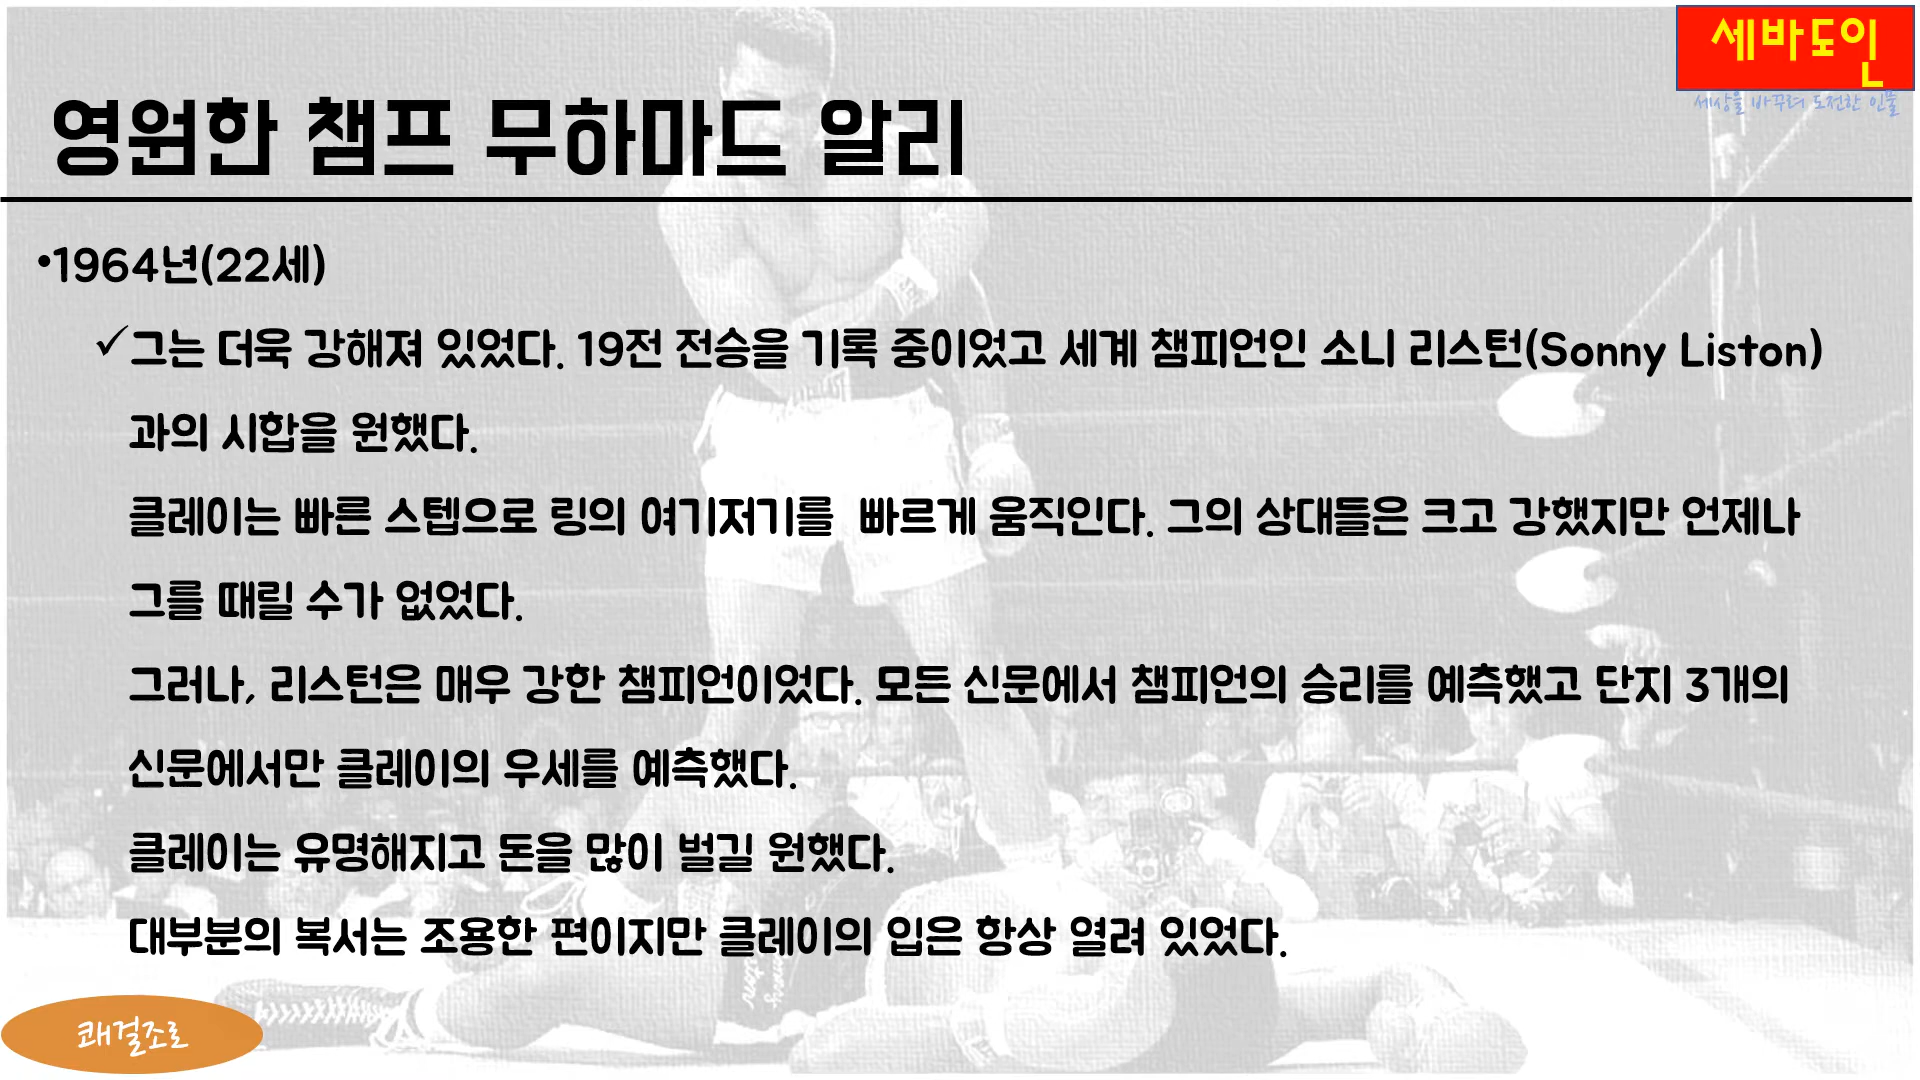 세바도인
세상을 바꾸려 도전한 인물
영원한 챔프 무하마드 알리
•1964년(22세)
✓그는 더욱 강해져 있었다. 19전 전승을 기록 중이었고 세계 챔피언인 소니 리스턴(Sonny Liston)
과의 시합을 원했다.
클레이는 빠른 스텝으로 링의 여기저기를  빠르게 움직인다. 그의 상대들은 크고 강했지만 언제나
그를 때릴 수가 없었다.
그러나, 리스턴은 매우 강한 챔피언이었다. 모든 신문에서 챔피언의 승리를 예측했고 단지 3개의
신문에서만 클레이의 우세를 예측했다.
클레이는 유명해지고 돈을 많이 벌길 원했다.
대부분의 복서는 조용한 편이지만 클레이의 입은 항상 열려 있었다.
쾌걸조로